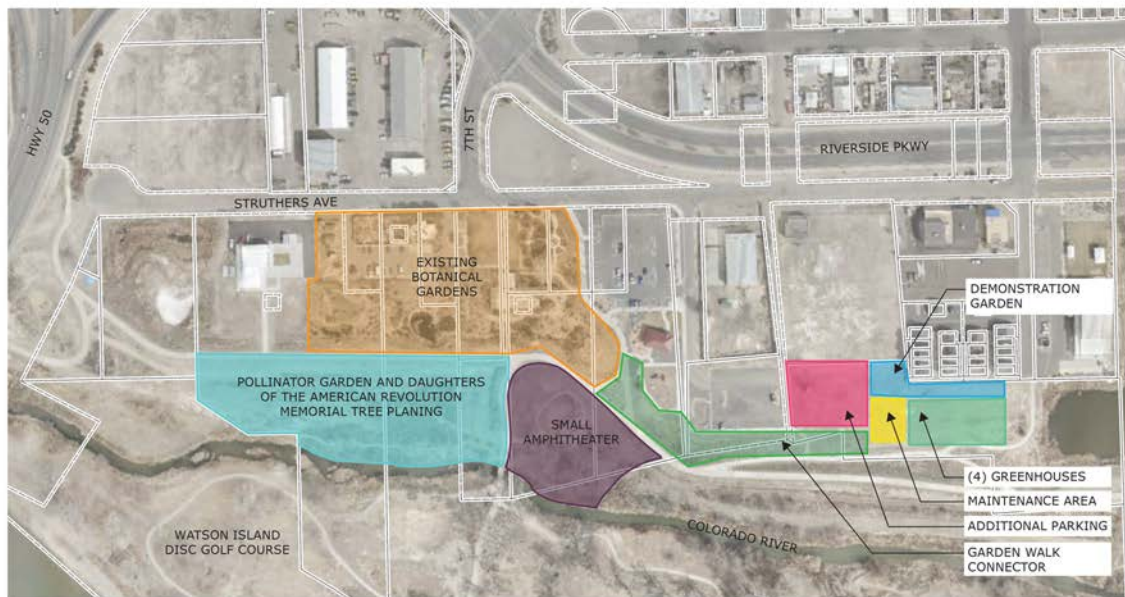 HWY 50
7TH ST
RIVERSIDE PKWY
STRUTHERS AVE
EXISTING
BOTANICAL
GARDENS
DEMONSTRATION
GARDEN
POLLINATOR GARDEN AND DAUGHTERS
OF THE AMERICAN REVOLUTION
MEMORIAL TREE PLANING
SMALL
AMPHITHEATER
(4) GREENHOUSES
MAINTENANCE AREA
ADDITIONAL PARKING
GARDEN WALK
CONNECTOR
WATSON ISLAND
DISC GOLF COURSE
COLORADO RIVER